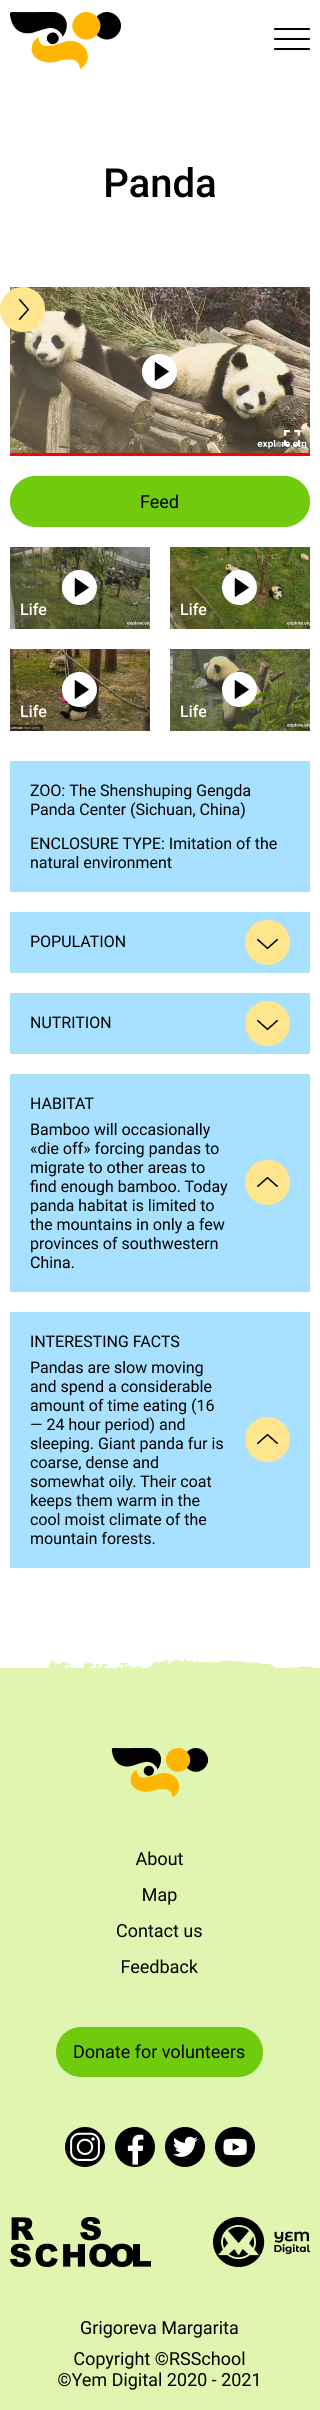 Panda
explore.org
Feed
Life
Life
Life
Life
ZOO: The Shenshuping Gengda
Panda Center (Sichuan, China)
ENCLOSURE TYPE: Imitation of the
natural environment
POPULATION
NUTRITION
HABITAT
Bamboo will occasionally
«die off» forcing pandas to
migrate to other areas to
find enough bamboo. Today
panda habitat is limited to
the mountains in only a few
provinces of southwestern
China.
INTERESTING FACTS
Pandas are slow moving
and spend a considerable
amount of time eating (16
— 24 hour period) and
sleeping. Giant panda fur is
coarse, dense and
somewhat oily. Their coat
keeps them warm in the
cool moist climate of the
mountain forests.
About
Map
Contact us
Feedback
Donate for volunteers
RS
SCHOOL
yem
Digital
Grigoreva Margarita
Copyright ©RSSchool
©Yem Digital 2020 - 2021